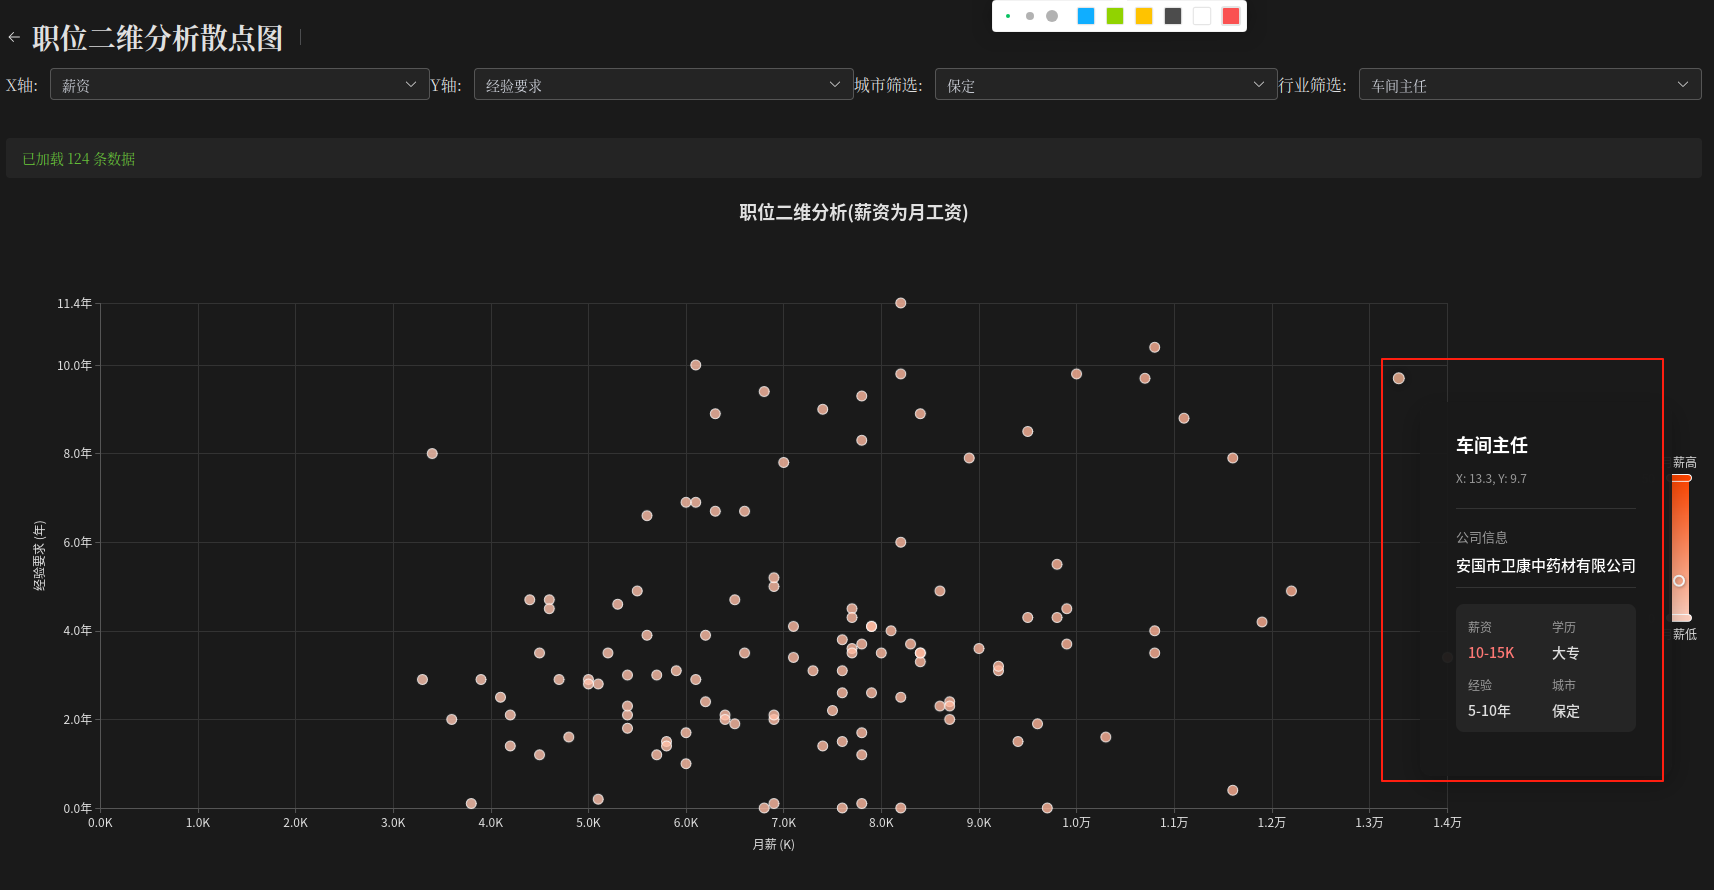 职位二维分析散点图
X轴: 薪资 Y轴: 经验要求 城市筛选: 保定 行业筛选: 车间主任
已加载 124 条数据
职位二维分析(薪资为月工资)
11.4年
10.0年
8.0年
6.0年
4.0年
2.0年
0.0年
经验要求 (年)
0.0K 1.0K 2.0K 3.0K 4.0K 5.0K 6.0K 7.0K 8.0K 9.0K 1.0万 1.1万 1.2万 1.3万 1.4万
月薪 (K)
车间主任
X: 13.3, Y: 9.7
公司信息
安国市卫康中药材有限公司
薪资 学历
10-15K 大专
经验 城市
5-10年 保定
薪高
薪低